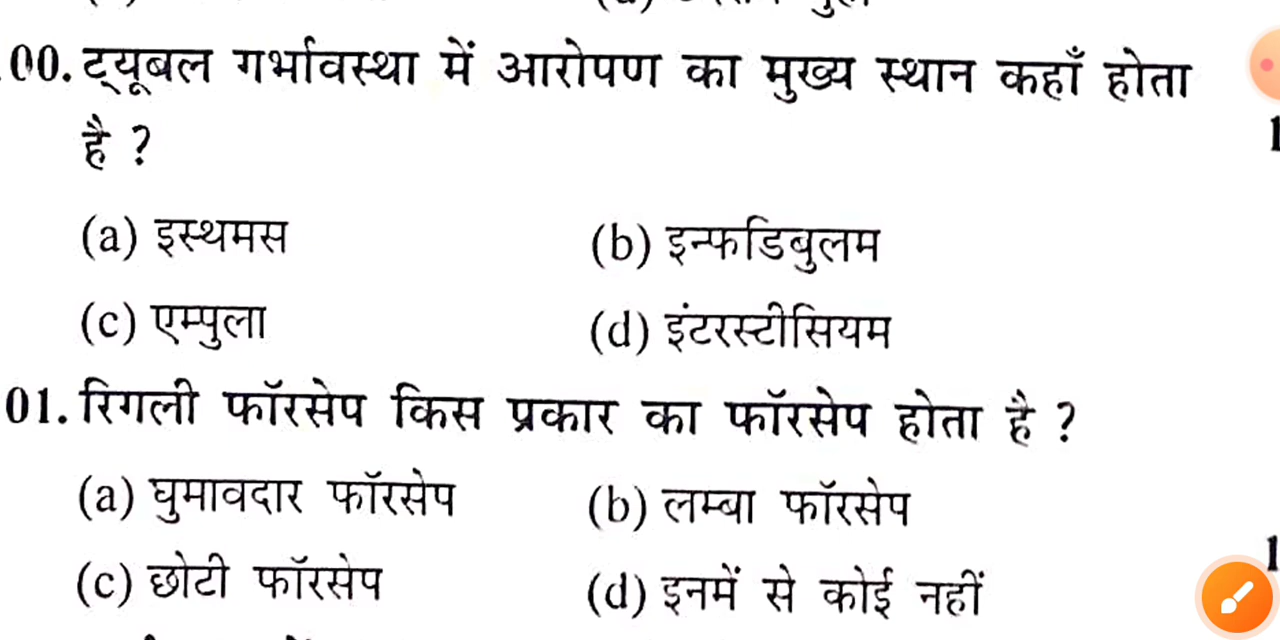 00. ट्यूबल गर्भावस्था में आरोपण का मुख्य स्थान कहाँ होता
है ?
(a) इस्थमस (b) इन्फडिबुलम
(c) एम्पुला (d) इंटरस्टीसियम
01. रिगली फॉरसेप किस प्रकार का फॉरसेप होता है ?
(a) घुमावदार फॉरसेप (b) लम्बा फॉरसेप
(c) छोटी फॉरसेप (d) इनमें से कोई नहीं